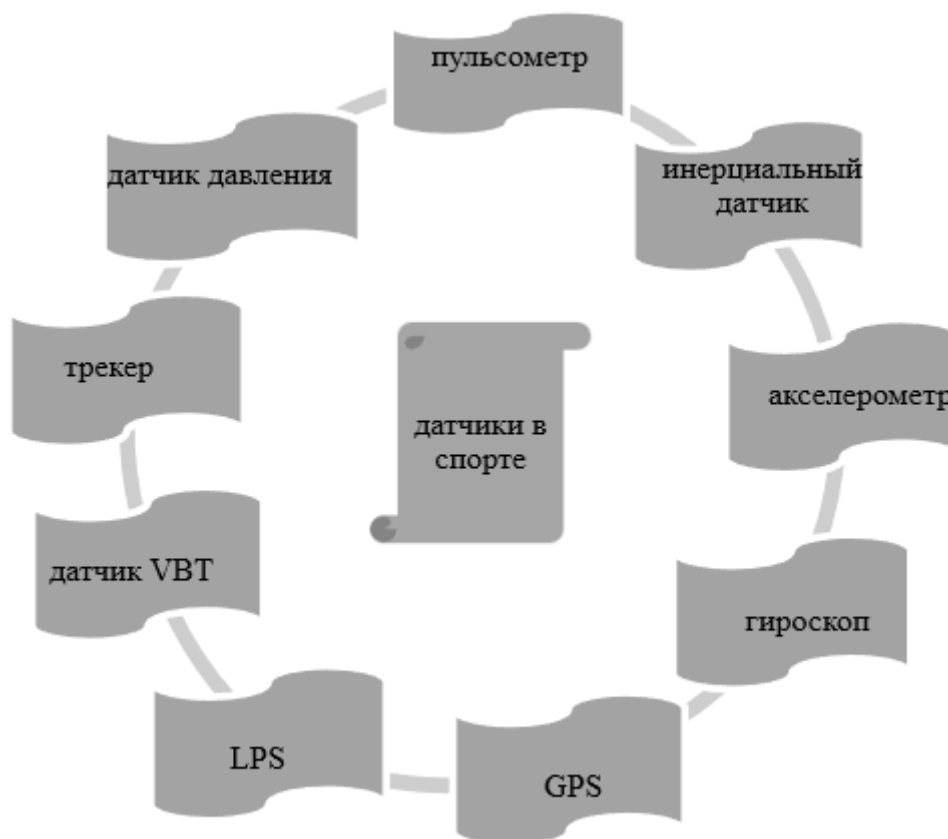 пульсометр
инерциальный
датчик
акселерометр
гироскоп
GPS
LPS
датчик VBT
трекер
датчик давления
датчики в
спорте